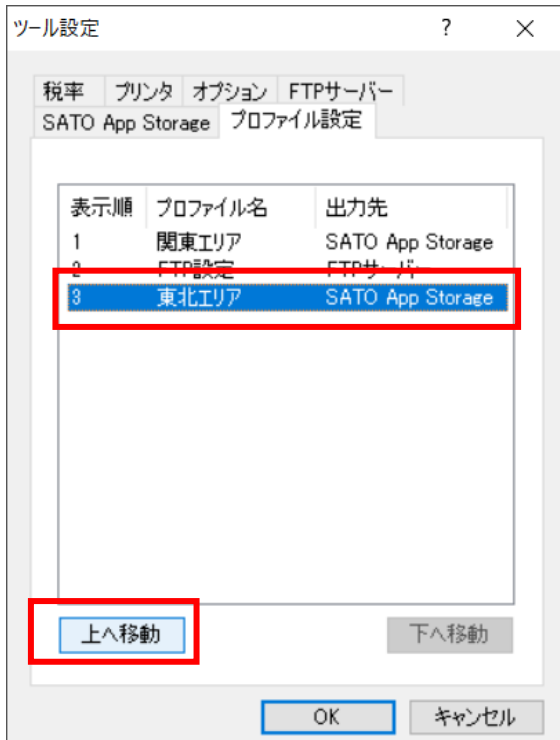 ツール設定 ? ×
税率 プリンタ オプション FTPサーバー
SATO App Storage プロファイル設定
表示順 プロファイル名 出力先
1 関東エリア SATO App Storage
2 FTP設定 FTPサーバー
3 東北エリア SATO App Storage
上へ移動 下へ移動
OK キャンセル